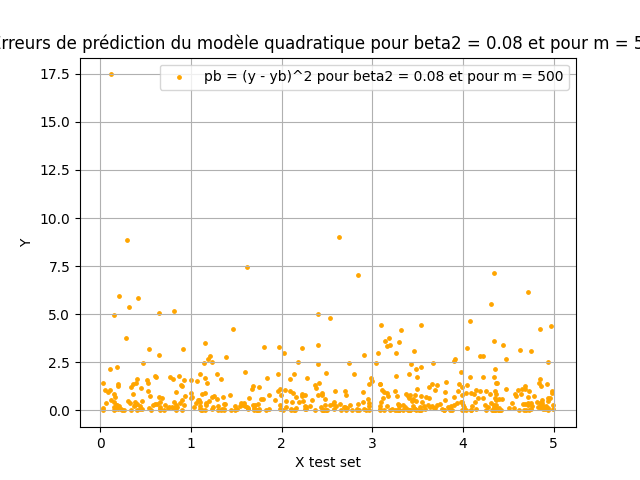 rreurs de prédiction du modèle quadratique pour beta2 = 0.08 et pour m = 5
pb = (y - yb)^2 pour beta2 = 0.08 et pour m = 500
17.5
15.0
12.5
10.0
7.5
5.0
2.5
0.0
Y
0 1 2 3 4 5
X test set